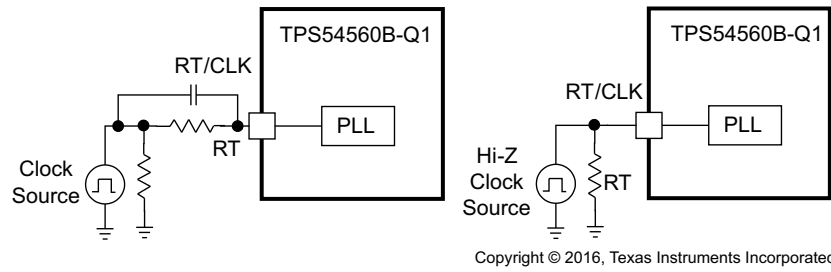 TPS54560B-Q1
RT/CLK
PLL
RT
Clock
Source
TPS54560B-Q1
RT/CLK
PLL
Hi-Z
Clock
Source
RT
Copyright © 2016, Texas Instruments Incorporated